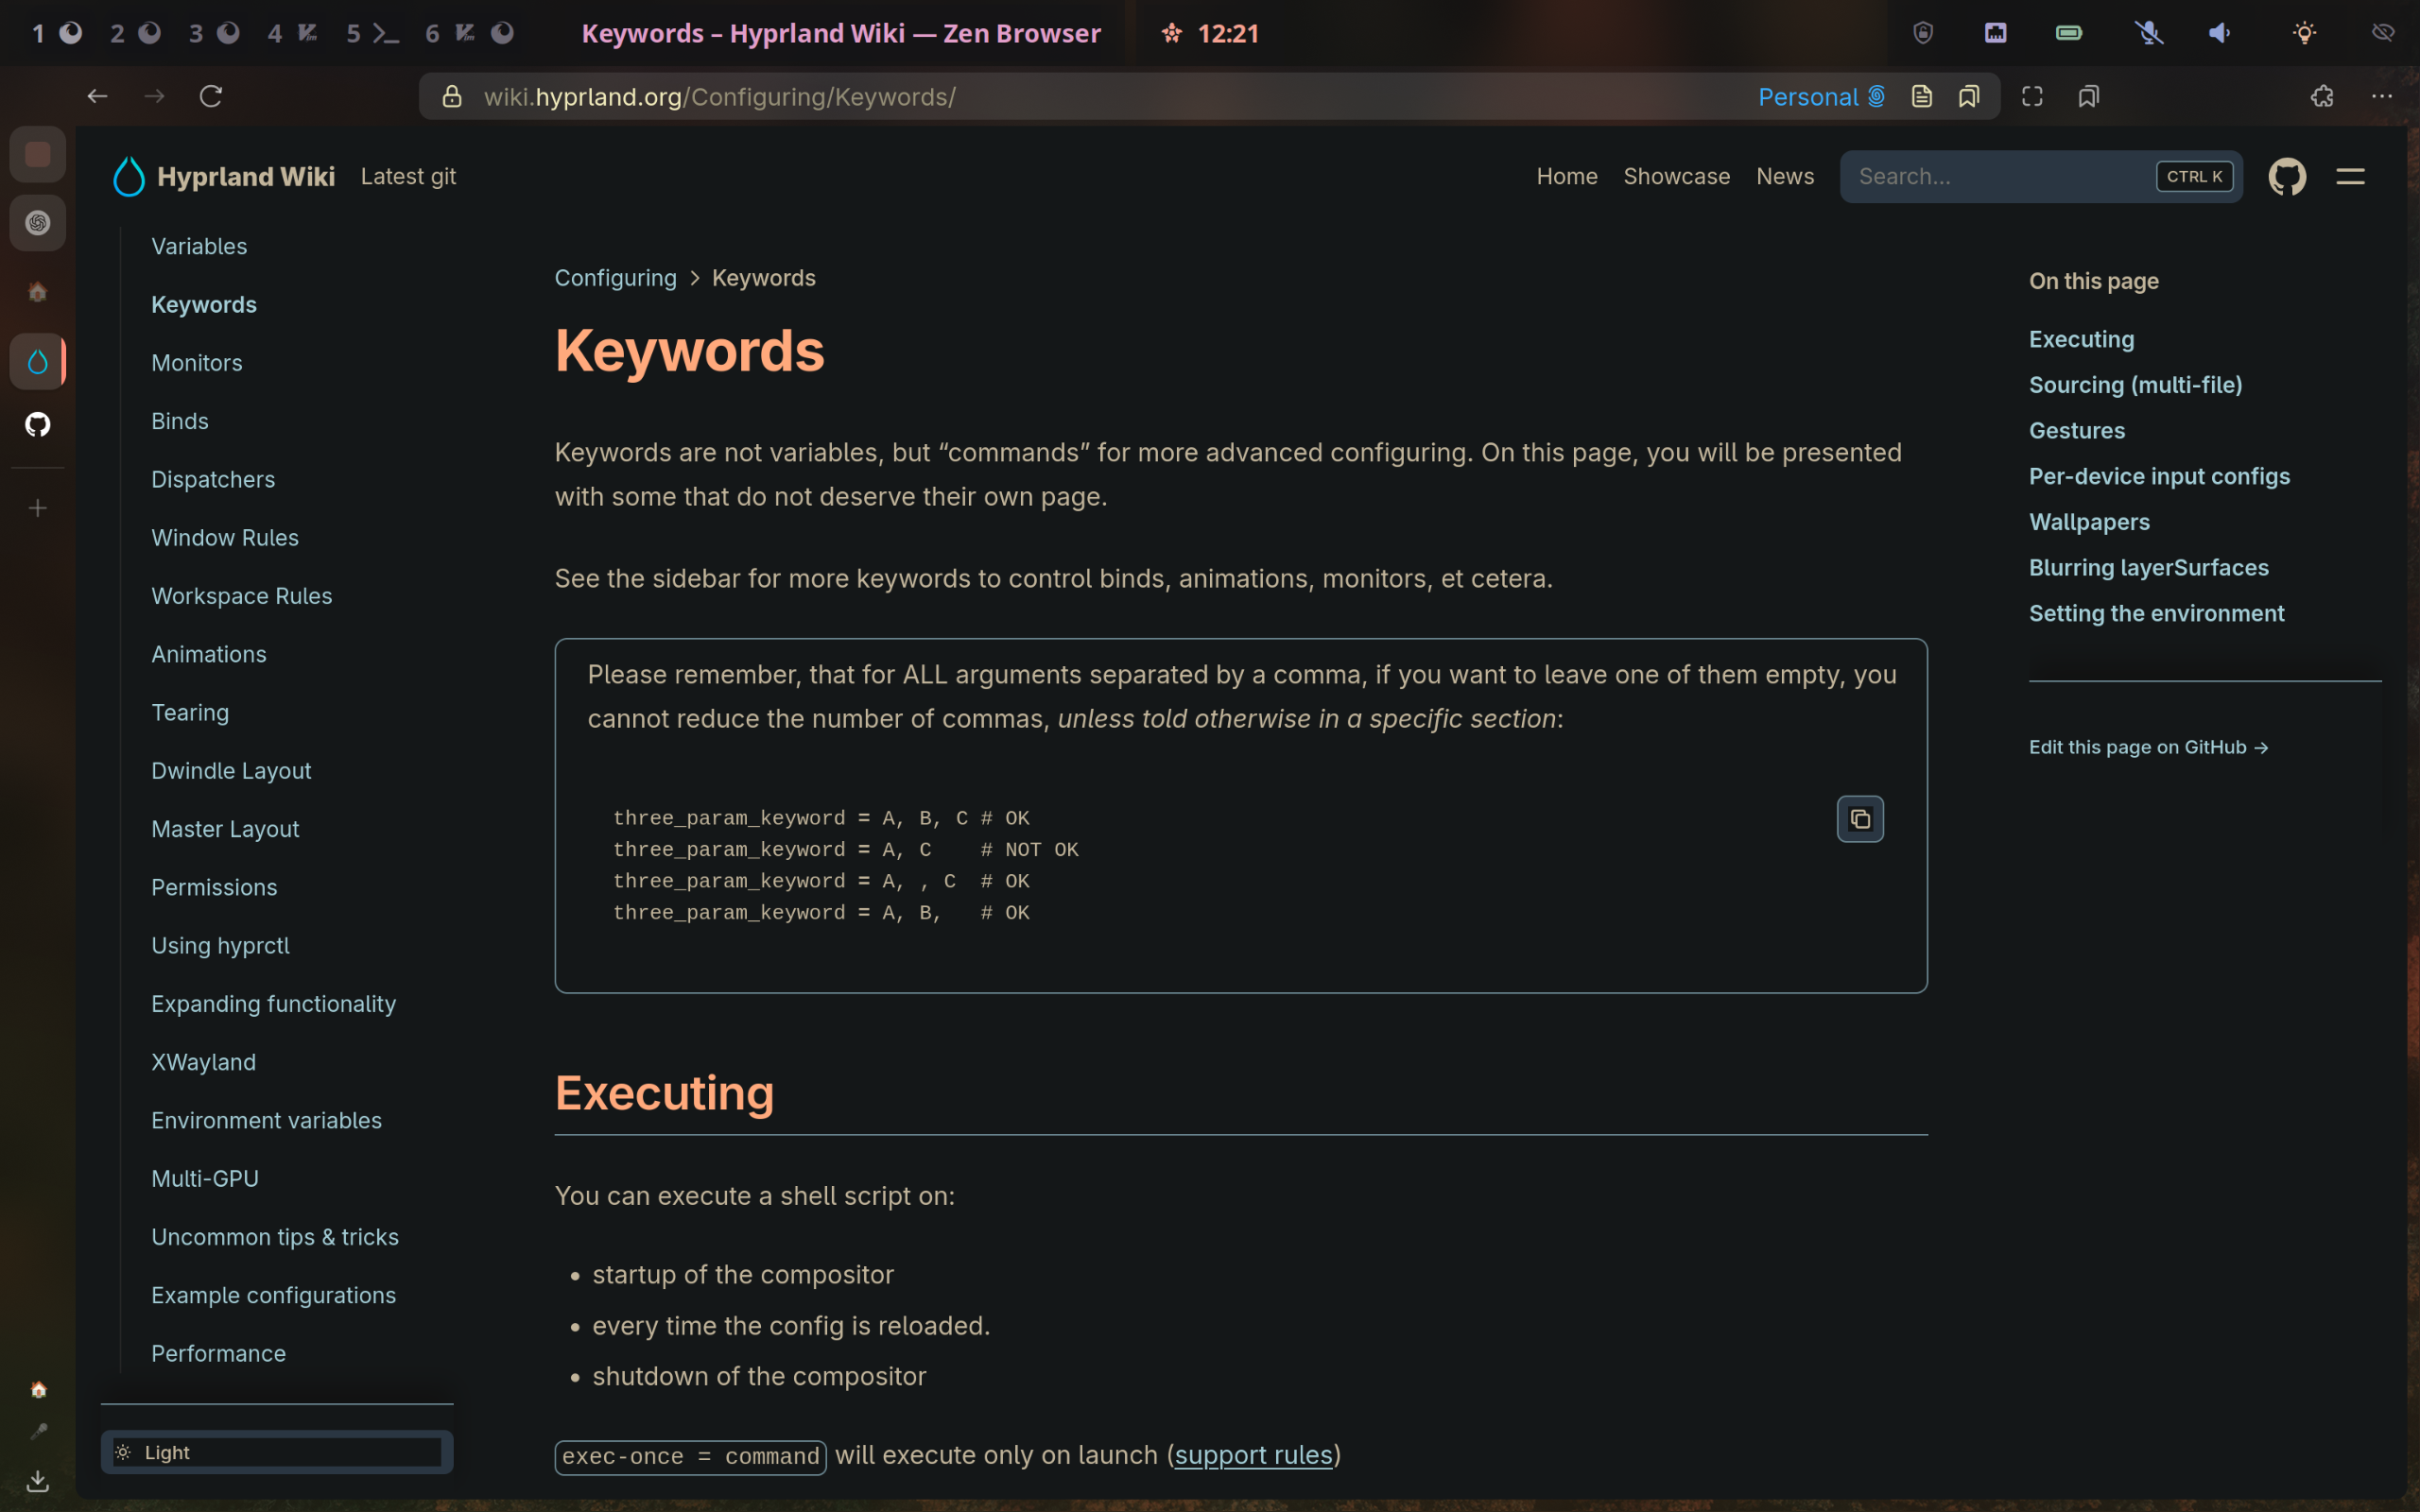 1 2 3 4 5 6
Keywords – Hyprland Wiki — Zen Browser
12:21
wiki.hyprland.org/Configuring/Keywords/
Personal
Hyprland Wiki Latest git
Home Showcase News Search... CTRL K
Variables
Keywords
Monitors
Binds
Dispatchers
Window Rules
Workspace Rules
Animations
Tearing
Dwindle Layout
Master Layout
Permissions
Using hyprctl
Expanding functionality
XWayland
Environment variables
Multi-GPU
Uncommon tips & tricks
Example configurations
Performance
Light
Configuring > Keywords
Keywords
Keywords are not variables, but “commands” for more advanced configuring. On this page, you will be presented
with some that do not deserve their own page.
See the sidebar for more keywords to control binds, animations, monitors, et cetera.
Please remember, that for ALL arguments separated by a comma, if you want to leave one of them empty, you
cannot reduce the number of commas, unless told otherwise in a specific section:
three_param_keyword = A, B, C # OK
three_param_keyword = A, C    # NOT OK
three_param_keyword = A, , C  # OK
three_param_keyword = A, B,   # OK
Executing
You can execute a shell script on:
• startup of the compositor
• every time the config is reloaded.
• shutdown of the compositor
exec-once = command will execute only on launch (support rules)
On this page
Executing
Sourcing (multi-file)
Gestures
Per-device input configs
Wallpapers
Blurring layerSurfaces
Setting the environment
Edit this page on GitHub →